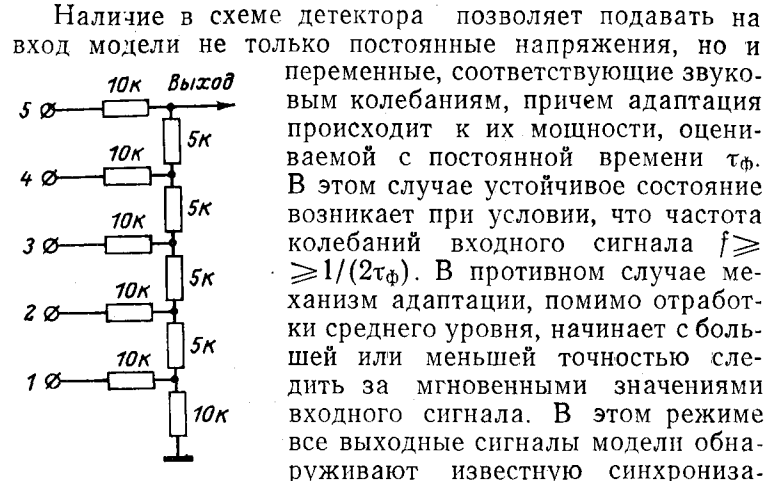 Наличие в схеме детектора позволяет подавать на
вход модели не только постоянные напряжения, но и
переменные, соответствующие звуко-
вым колебаниям, причем адаптация
происходит к их мощности, оцени-
ваемой с постоянной времени τф.
В этом случае устойчивое состояние
возникает при условии, что частота
колебаний входного сигнала f⩾
⩾1/(2τф). В противном случае ме-
ханизм адаптации, помимо отработ-
ки среднего уровня, начинает с боль-
шей или меньшей точностью сле-
дить за мгновенными значениями
входного сигнала. В этом режиме
все выходные сигналы модели обна-
руживают известную синхрониза-
10к Выход
5
5к
10к
4
5к
10к
3
5к
10к
2
5к
10к
1
10к